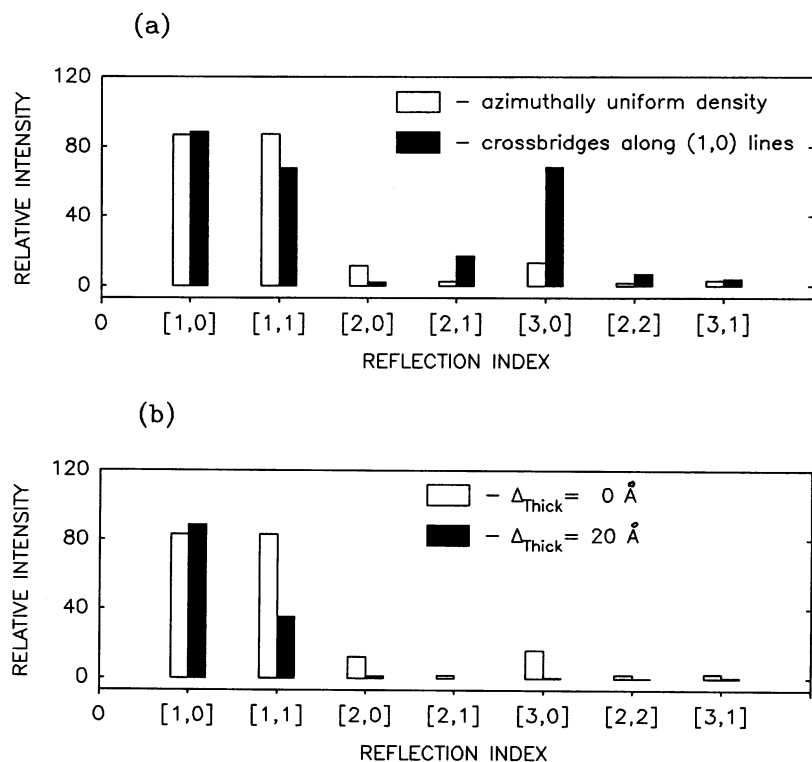 (a)
120
80
40
0
RELATIVE INTENSITY
– azimuthally uniform density
– crossbridges along (1,0) lines
0 [1,0] [1,1] [2,0] [2,1] [3,0] [2,2] [3,1]
REFLECTION INDEX
(b)
120
80
40
0
RELATIVE INTENSITY
– ΔThick= 0 Å
– ΔThick= 20 Å
0 [1,0] [1,1] [2,0] [2,1] [3,0] [2,2] [3,1]
REFLECTION INDEX